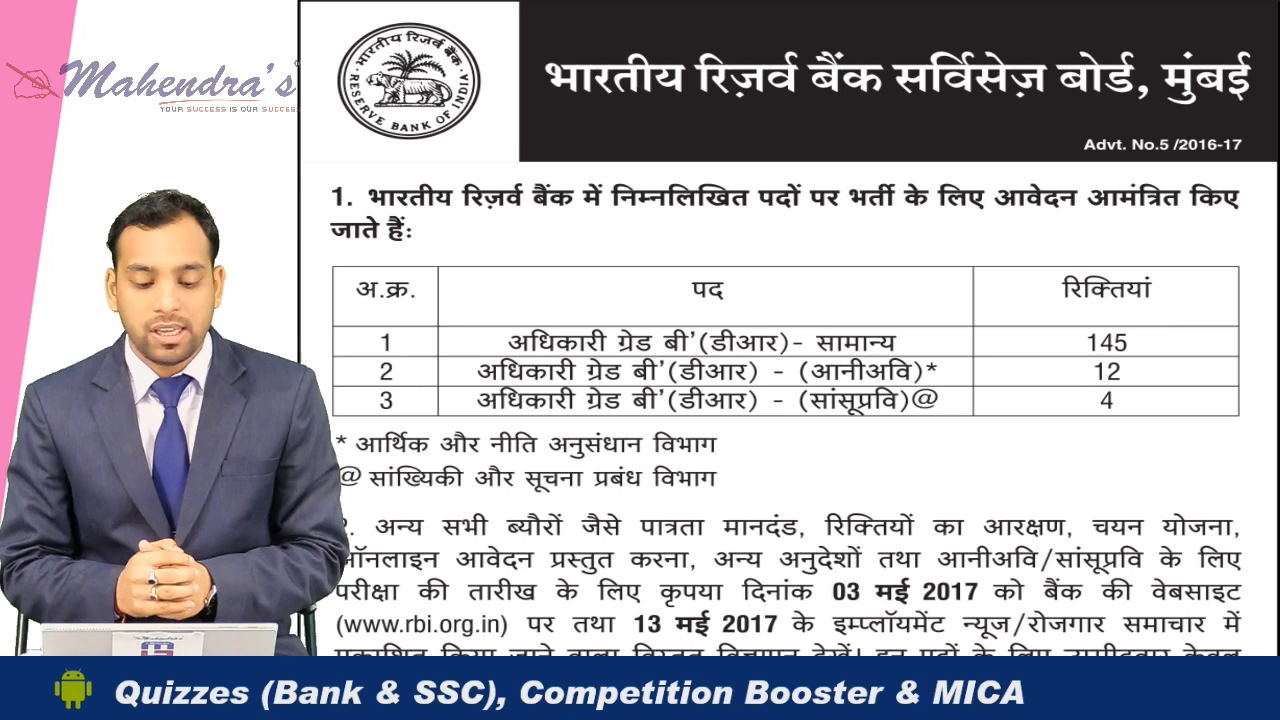 Mahendra's
YOUR SUCCESS IS OUR SUCCESS
भारतीय रिज़र्व बैंक
RESERVE BANK OF INDIA
भारतीय रिज़र्व बैंक सर्विसेज़ बोर्ड, मुंबई
Advt. No.5 /2016-17
1. भारतीय रिज़र्व बैंक में निम्नलिखित पदों पर भर्ती के लिए आवेदन आमंत्रित किए
जाते हैं:
अ.क्र. पद रिक्तियां
1 अधिकारी ग्रेड बी'(डीआर)- सामान्य 145
2 अधिकारी ग्रेड बी'(डीआर) - (आनीअवि)* 12
3 अधिकारी ग्रेड बी'(डीआर) - (सांसूप्रवि)@ 4
* आर्थिक और नीति अनुसंधान विभाग
@ सांख्यिकी और सूचना प्रबंध विभाग
अन्य सभी ब्यौरों जैसे पात्रता मानदंड, रिक्तियों का आरक्षण, चयन योजना,
ऑनलाइन आवेदन प्रस्तुत करना, अन्य अनुदेशों तथा आनीअवि/सांसूप्रवि के लिए
परीक्षा की तारीख के लिए कृपया दिनांक 03 मई 2017 को बैंक की वेबसाइट
(www.rbi.org.in) पर तथा 13 मई 2017 के इम्प्लॉयमेंट न्यूज/रोजगार समाचार में
Quizzes (Bank & SSC), Competition Booster & MICA